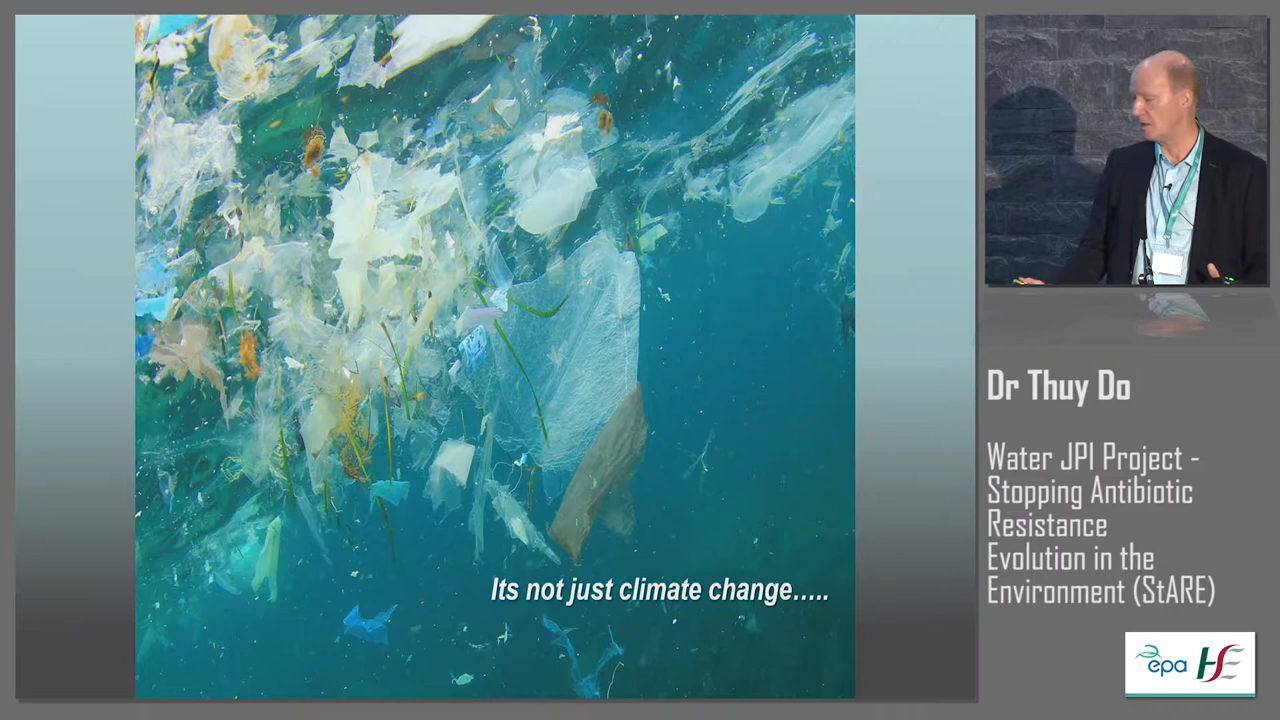 Its not just climate change.....
Dr Thuy Do
Water JPI Project -
Stopping Antibiotic
Resistance
Evolution in the
Environment (StARE)
epa HSE